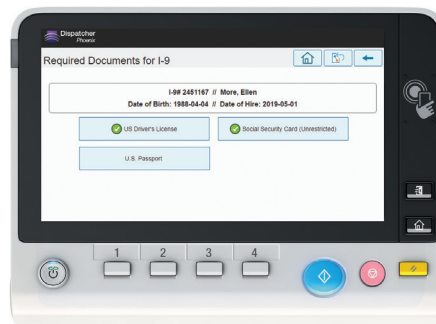 Dispatcher
Phoenix
Required Documents for I-9
I-9# 2451167 // More, Ellen
Date of Birth: 1988-04-04 // Date of Hire: 2019-05-01
US Driver's License
Social Security Card (Unrestricted)
U.S. Passport
1 2 3 4